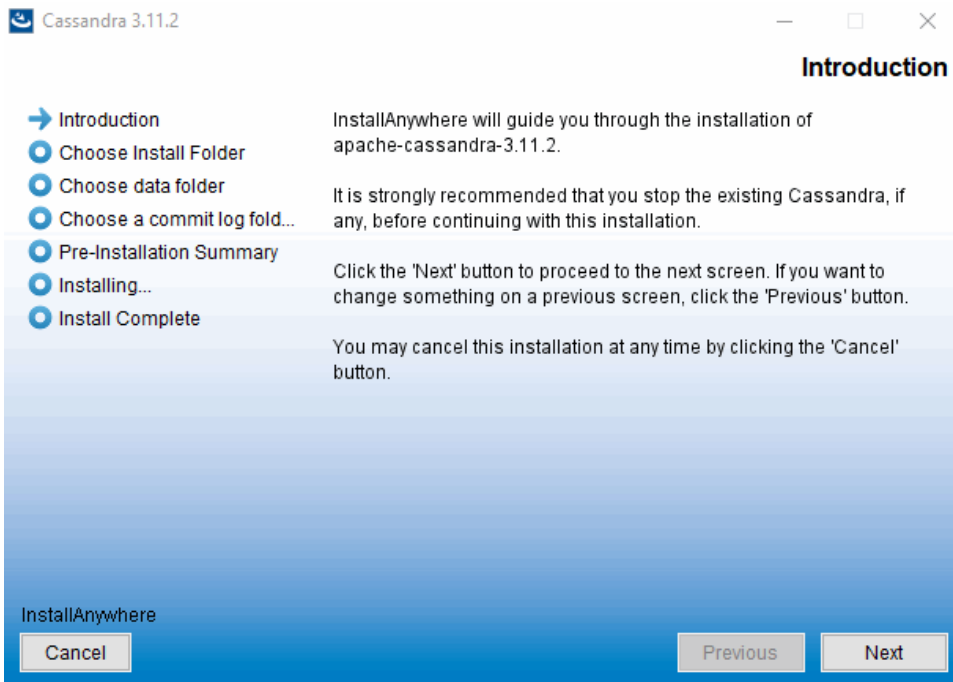 Cassandra 3.11.2
Introduction
Introduction
Choose Install Folder
Choose data folder
Choose a commit log fold...
Pre-Installation Summary
Installing...
Install Complete
InstallAnywhere will guide you through the installation of
apache-cassandra-3.11.2.
It is strongly recommended that you stop the existing Cassandra, if
any, before continuing with this installation.
Click the 'Next' button to proceed to the next screen. If you want to
change something on a previous screen, click the 'Previous' button.
You may cancel this installation at any time by clicking the 'Cancel'
button.
InstallAnywhere
Cancel
Previous
Next